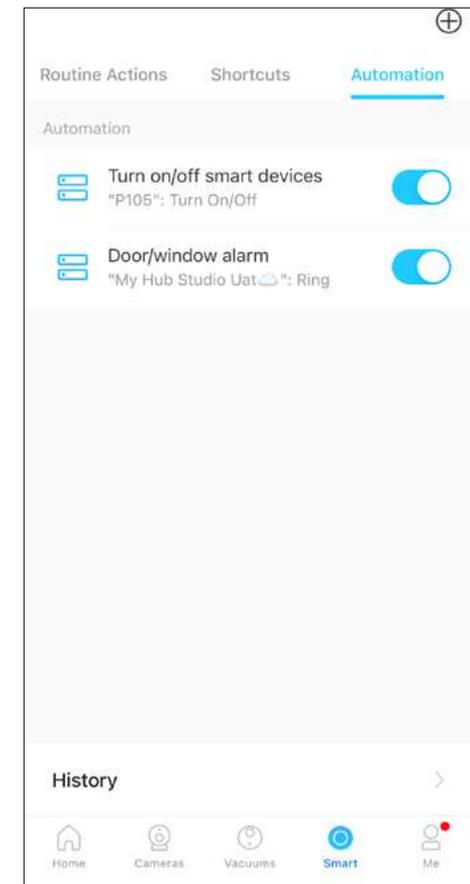 Routine Actions Shortcuts Automation
Automation
Turn on/off smart devices
"P105": Turn On/Off
Door/window alarm
"My Hub Studio Uat☁️": Ring
History
Home Cameras Vacuums Smart Me